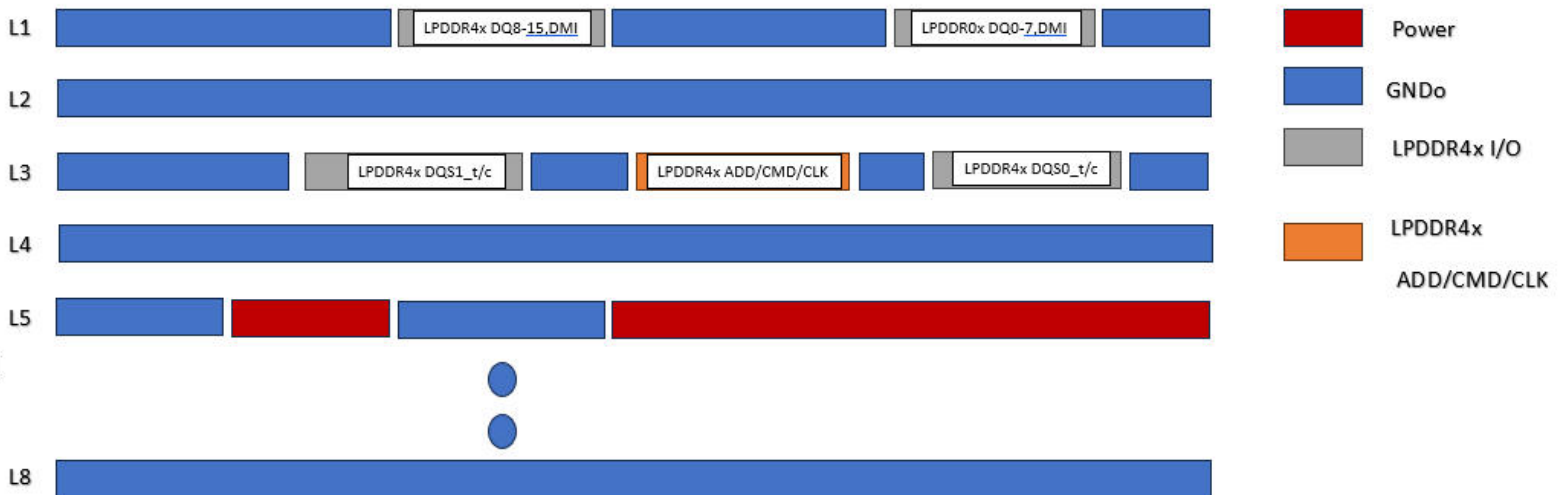 L1
LPDDR4x DQ8-15,DMI
LPDDR0x DQ0-7,DMI
Power
L2
GNDo
L3
LPDDR4x DQS1_t/c
LPDDR4x ADD/CMD/CLK
LPDDR4x DQS0_t/c
LPDDR4x I/O
L4
LPDDR4x
ADD/CMD/CLK
L5
L8